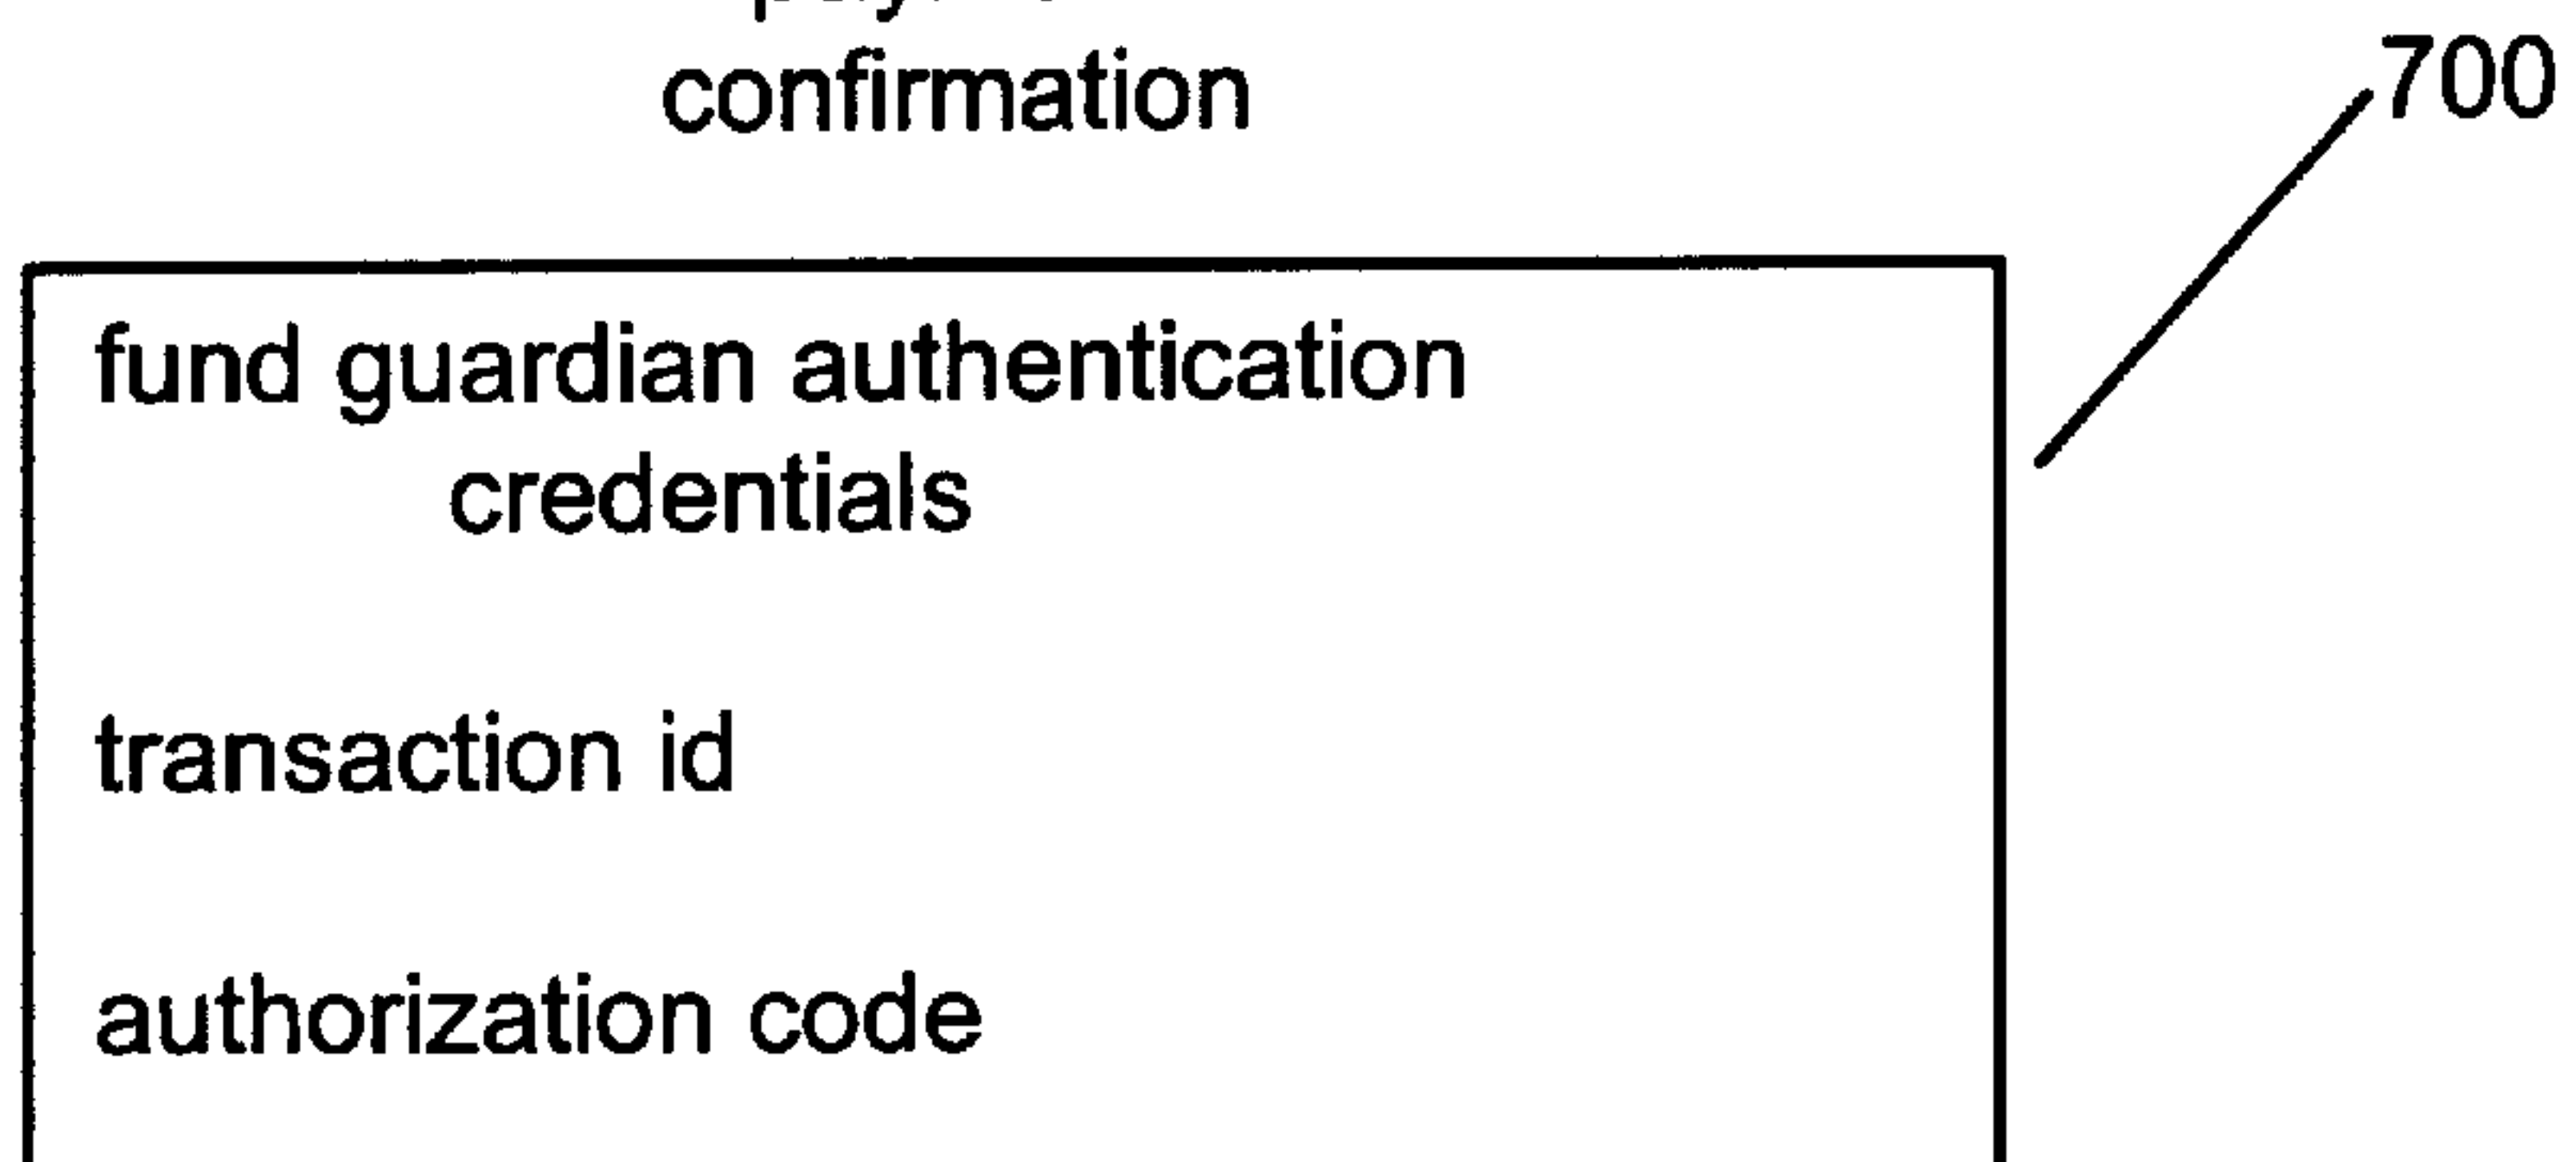 confirmation
700
fund guardian authentication
credentials
transaction id
authorization code